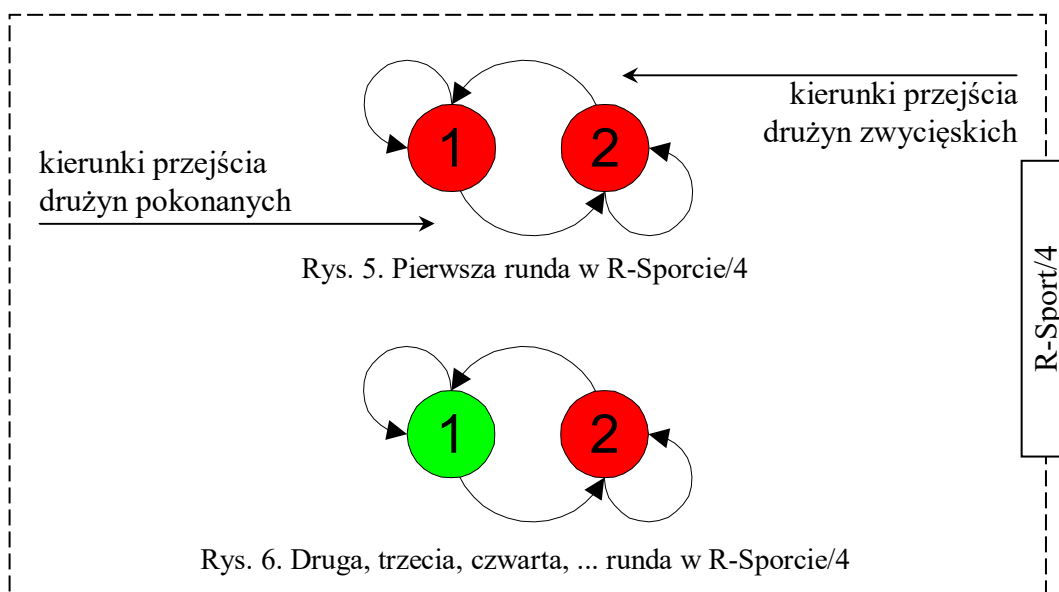 kierunki przejścia
drużyn zwycięskich
1
2
kierunki przejścia
drużyn pokonanych
Rys. 5. Pierwsza runda w R-Sporcie/4
R-Sport/4
1
2
Rys. 6. Druga, trzecia, czwarta, ... runda w R-Sporcie/4